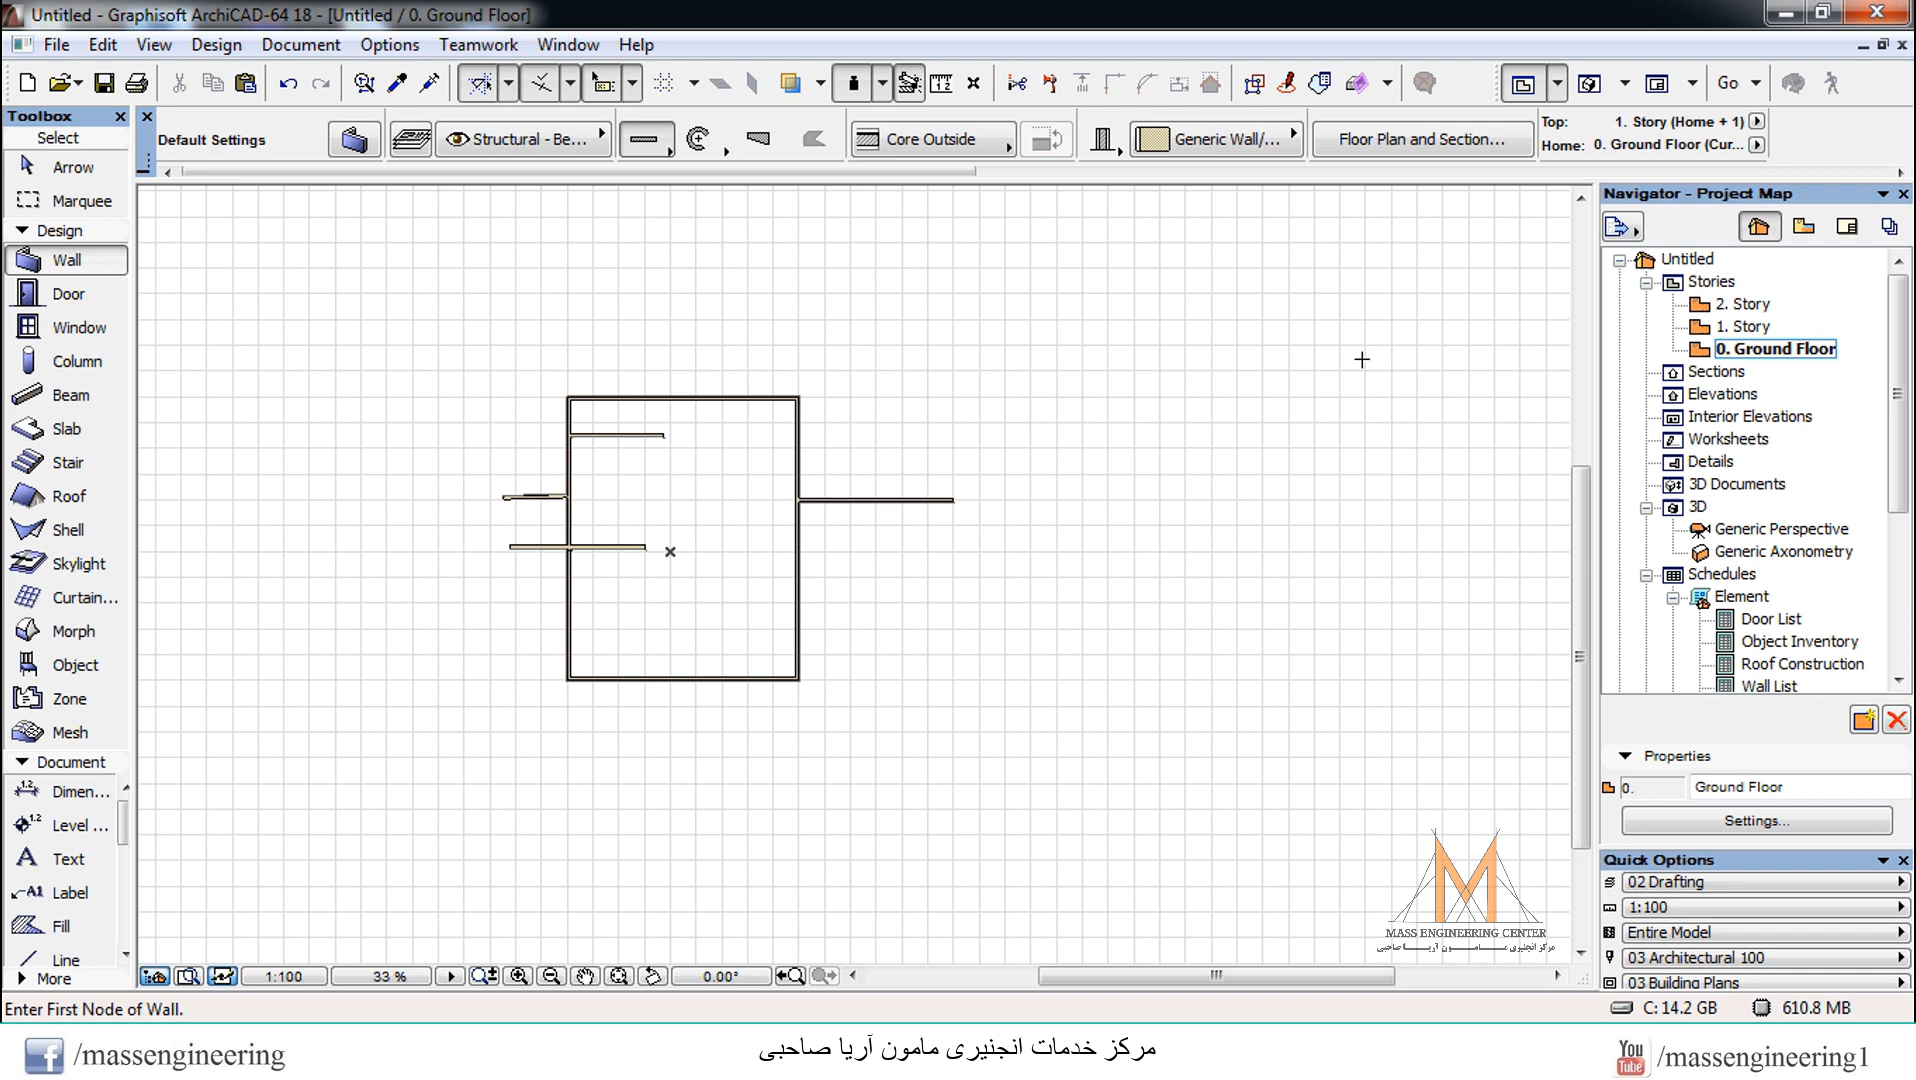 Untitled - Graphisoft ArchiCAD-64 18 - [Untitled / 0. Ground Floor]
File Edit View Design Document Options Teamwork Window Help
Go
Toolbox
Select
Arrow
Marquee
Design
Wall
Door
Window
Column
Beam
Slab
Stair
Roof
Shell
Skylight
Curtain...
Morph
Object
Zone
Mesh
Document
Dimen...
Level ...
Text
Label
Fill
Line
More
Default Settings
Structural - Be...
Core Outside
Generic Wall/...
Floor Plan and Section...
Top: 1. Story (Home + 1)
Home: 0. Ground Floor (Cur...
Navigator - Project Map
Untitled
Stories
2. Story
1. Story
0. Ground Floor
Sections
Elevations
Interior Elevations
Worksheets
Details
3D Documents
3D
Generic Perspective
Generic Axonometry
Schedules
Element
Door List
Object Inventory
Roof Construction
Wall List
Properties
0. Ground Floor
Settings...
Quick Options
02 Drafting
1:100
Entire Model
03 Architectural 100
03 Building Plans
MASS ENGINEERING CENTER
1:100 33 % 0.00°
Enter First Node of Wall.
C: 14.2 GB 610.8 MB
/massengineering
مرکز خدمات انجنیری مامون آریا صاحبی
You Tube /massengineering1